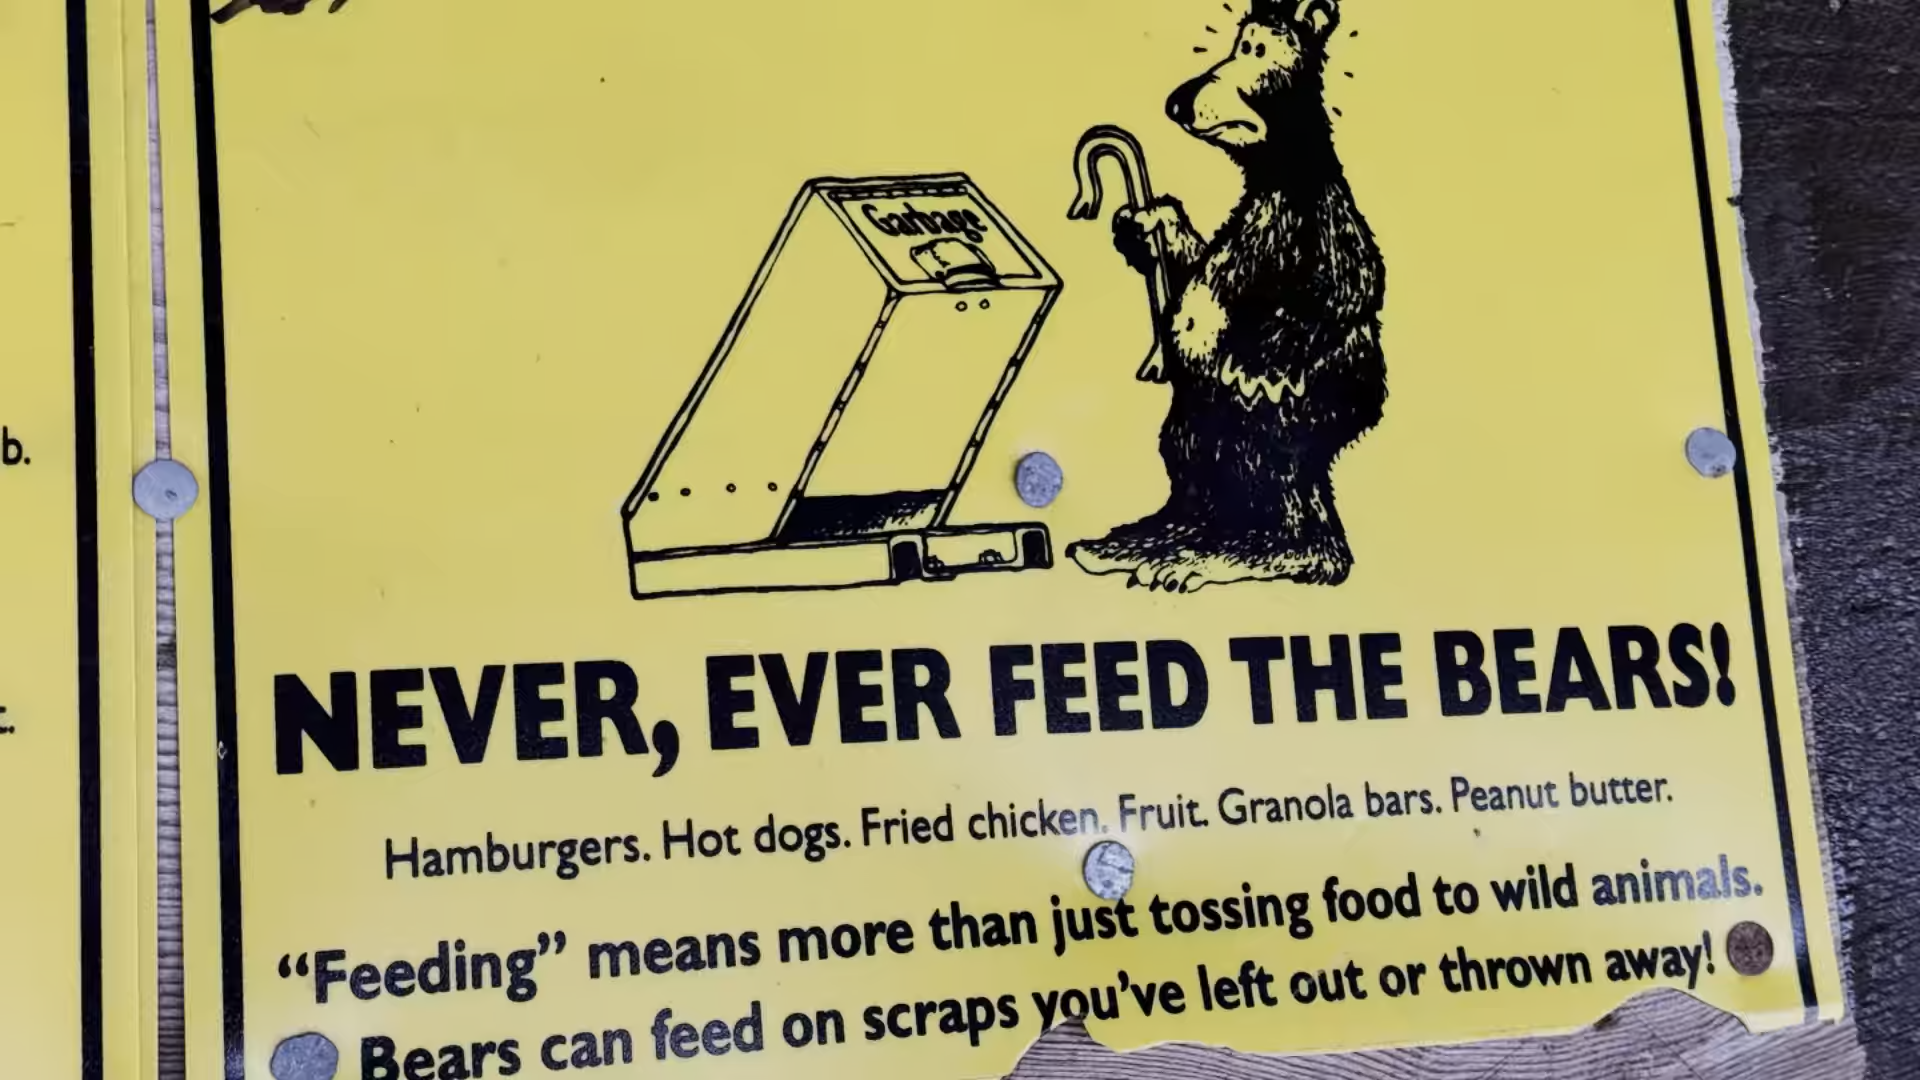 Garbage
NEVER, EVER FEED THE BEARS!
Hamburgers. Hot dogs. Fried chicken. Fruit. Granola bars. Peanut butter.
“Feeding” means more than just tossing food to wild animals.
Bears can feed on scraps you’ve left out or thrown away!
b.